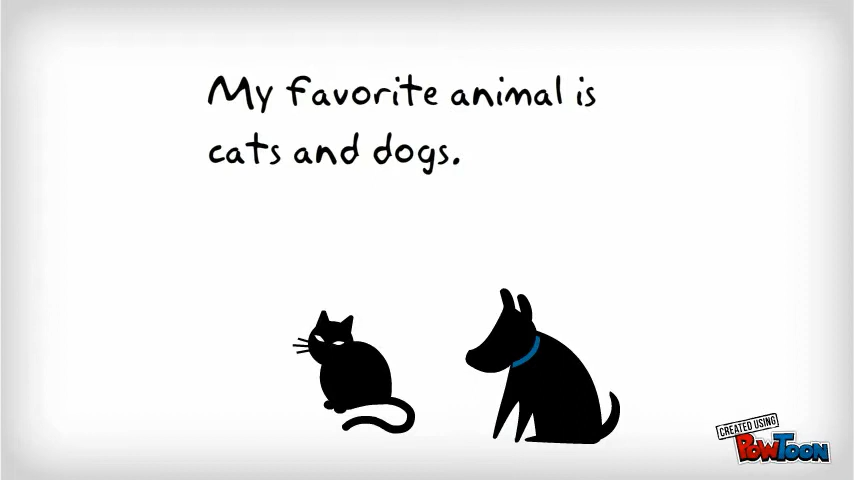 My favorite animal is
cats and dogs.
CREATED USING
PowToon